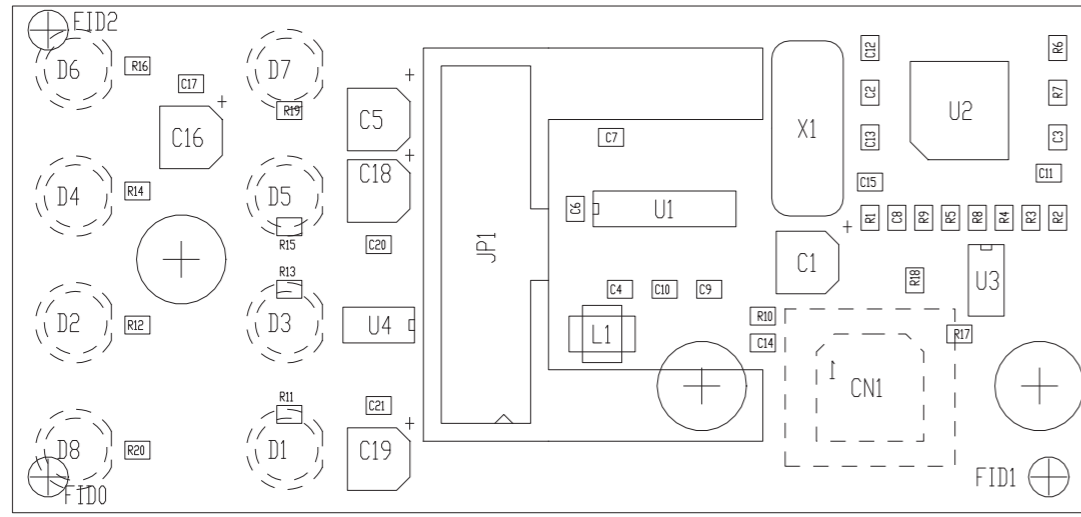 FID2
D6
R16
D7
C17
R19
C16
C5
C18
D4
R14
D5
R15
C20
R13
D2
R12
D3
U4
R11
C21
D8
R20
D1
C19
FID0
JP1
C7
C6
U1
C4
C10
C9
L1
R10
C14
X1
C12
C2
C13
C15
U2
R6
R7
C3
C11
R1
C8
R9
R5
R8
R4
R3
R2
C1
R18
U3
R17
1
CN1
FID1